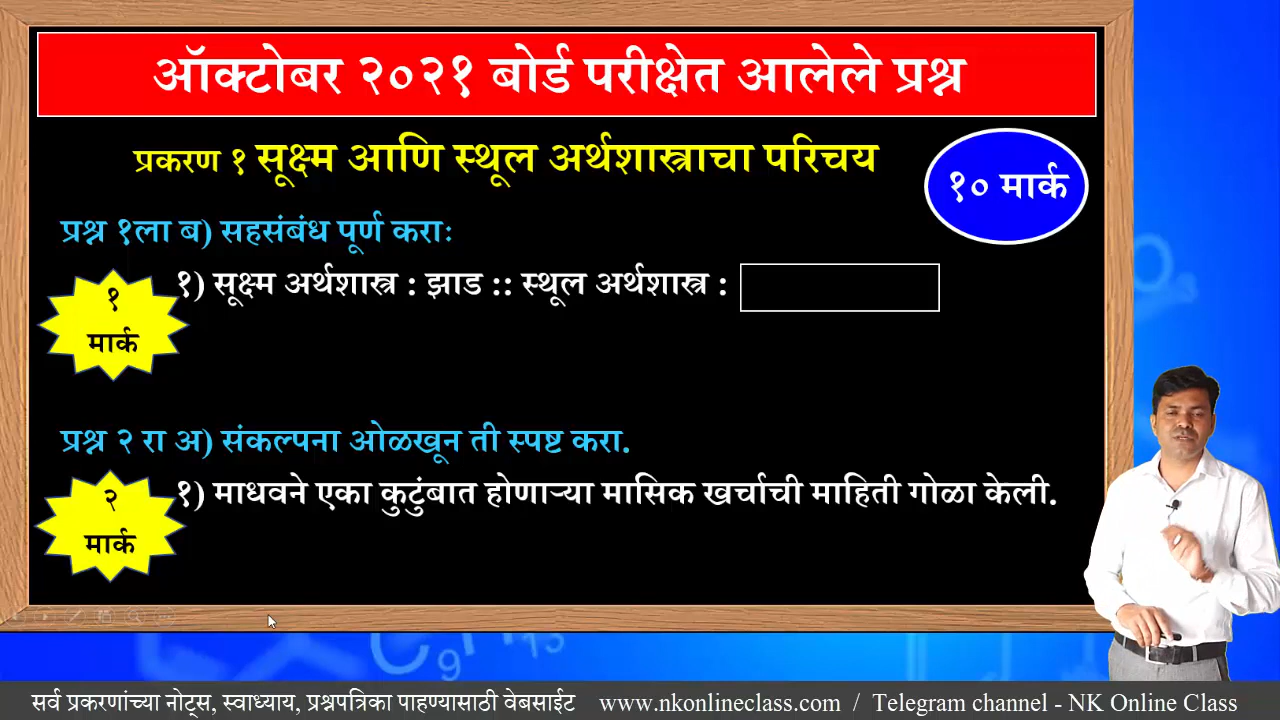 ऑक्टोबर २०२१ बोर्ड परीक्षेत आलेले प्रश्न
प्रकरण १ सूक्ष्म आणि स्थूल अर्थशास्त्राचा परिचय
१० मार्क
प्रश्न १ला ब) सहसंबंध पूर्ण करा:
१ मार्क
१) सूक्ष्म अर्थशास्त्र : झाड :: स्थूल अर्थशास्त्र :
प्रश्न २ रा अ) संकल्पना ओळखून ती स्पष्ट करा.
२ मार्क
१) माधवने एका कुटुंबात होणाऱ्या मासिक खर्चाची माहिती गोळा केली.
C9H13
सर्व प्रकरणांच्या नोट्स, स्वाध्याय, प्रश्नपत्रिका पाहण्यासाठी वेबसाईट www.nkonlineclass.com / Telegram channel - NK Online Class